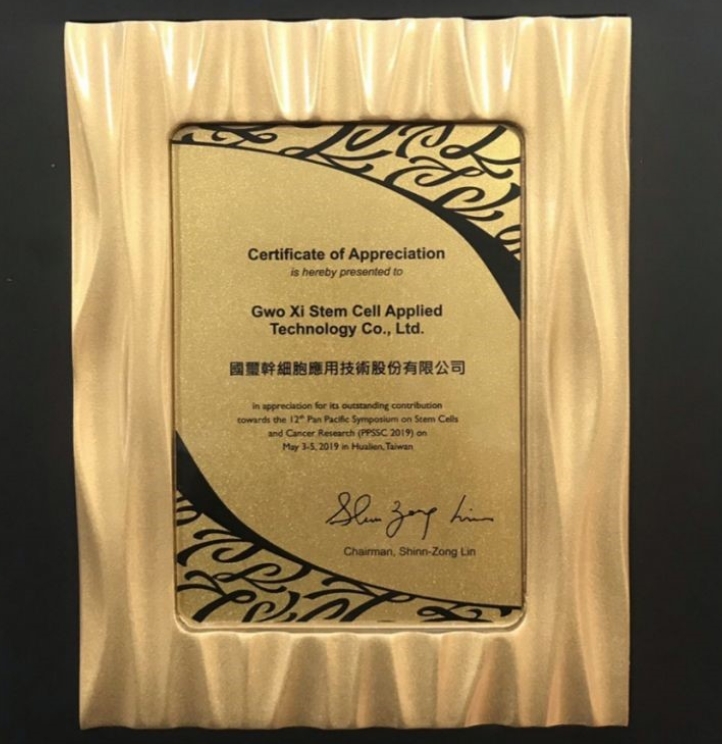 Certificate of Appreciation
is hereby presented to
Gwo Xi Stem Cell Applied
Technology Co., Ltd.
國璽幹細胞應用技術股份有限公司
in appreciation for its outstanding contribution
towards the 12th Pan Pacific Symposium on Stem Cells
and Cancer Research (PPSSC 2019) on
May 3-5, 2019 in Hualien, Taiwan
Shinn Zong Lin
Chairman, Shinn-Zong Lin